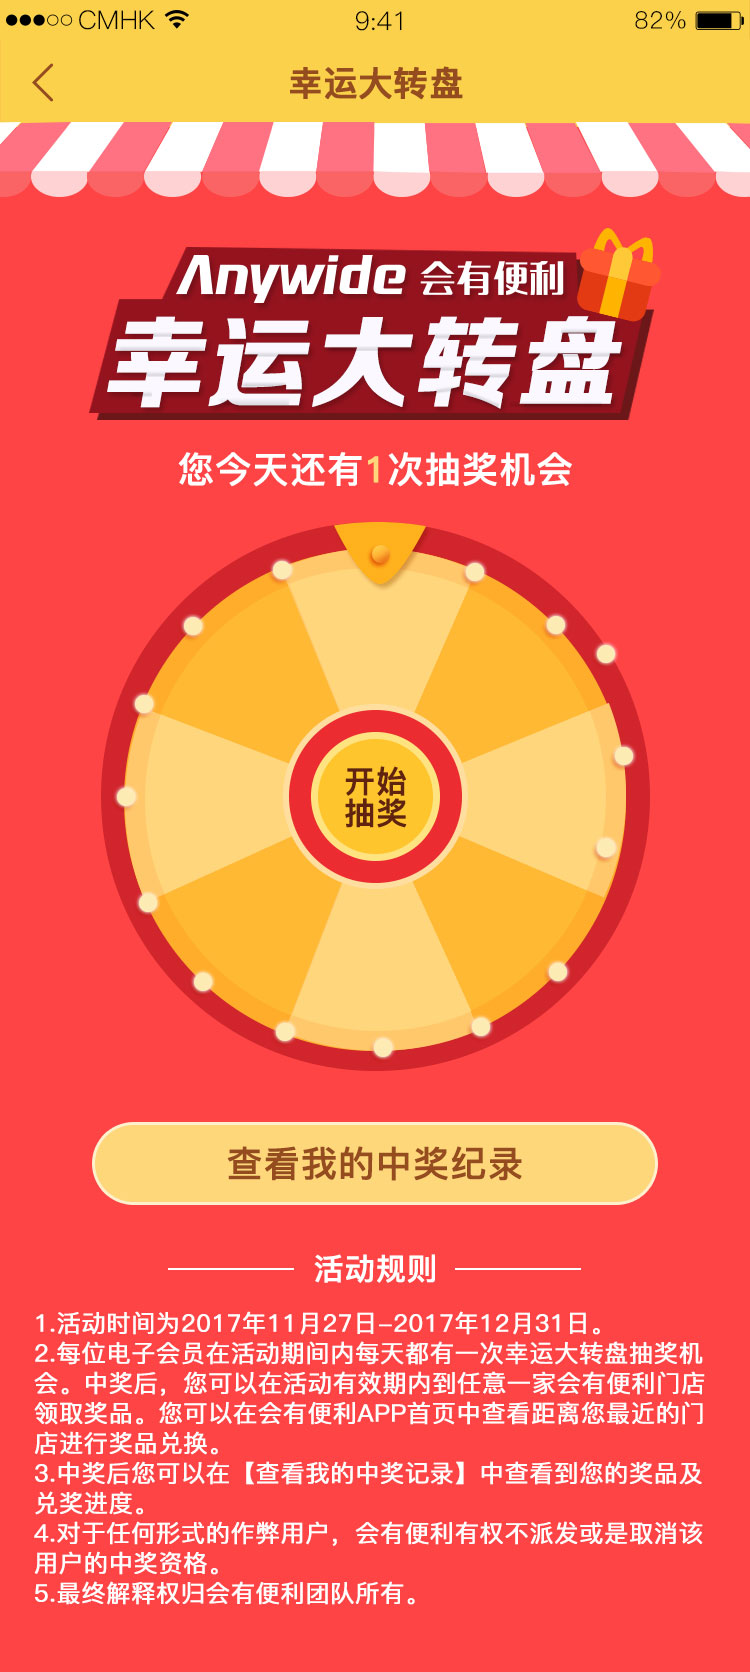 CMHK 9:41 82%
幸运大转盘
Anywide 会有便利
幸运大转盘
您今天还有1次抽奖机会
开始
抽奖
查看我的中奖纪录
活动规则
1.活动时间为2017年11月27日-2017年12月31日。
2.每位电子会员在活动期间内每天都有一次幸运大转盘抽奖机
会。中奖后，您可以在活动有效期内到任意一家会有便利门店
领取奖品。您可以在会有便利APP首页中查看距离您最近的门
店进行奖品兑换。
3.中奖后您可以在【查看我的中奖记录】中查看到您的奖品及
兑奖进度。
4.对于任何形式的作弊用户，会有便利有权不派发或是取消该
用户的中奖资格。
5.最终解释权归会有便利团队所有。